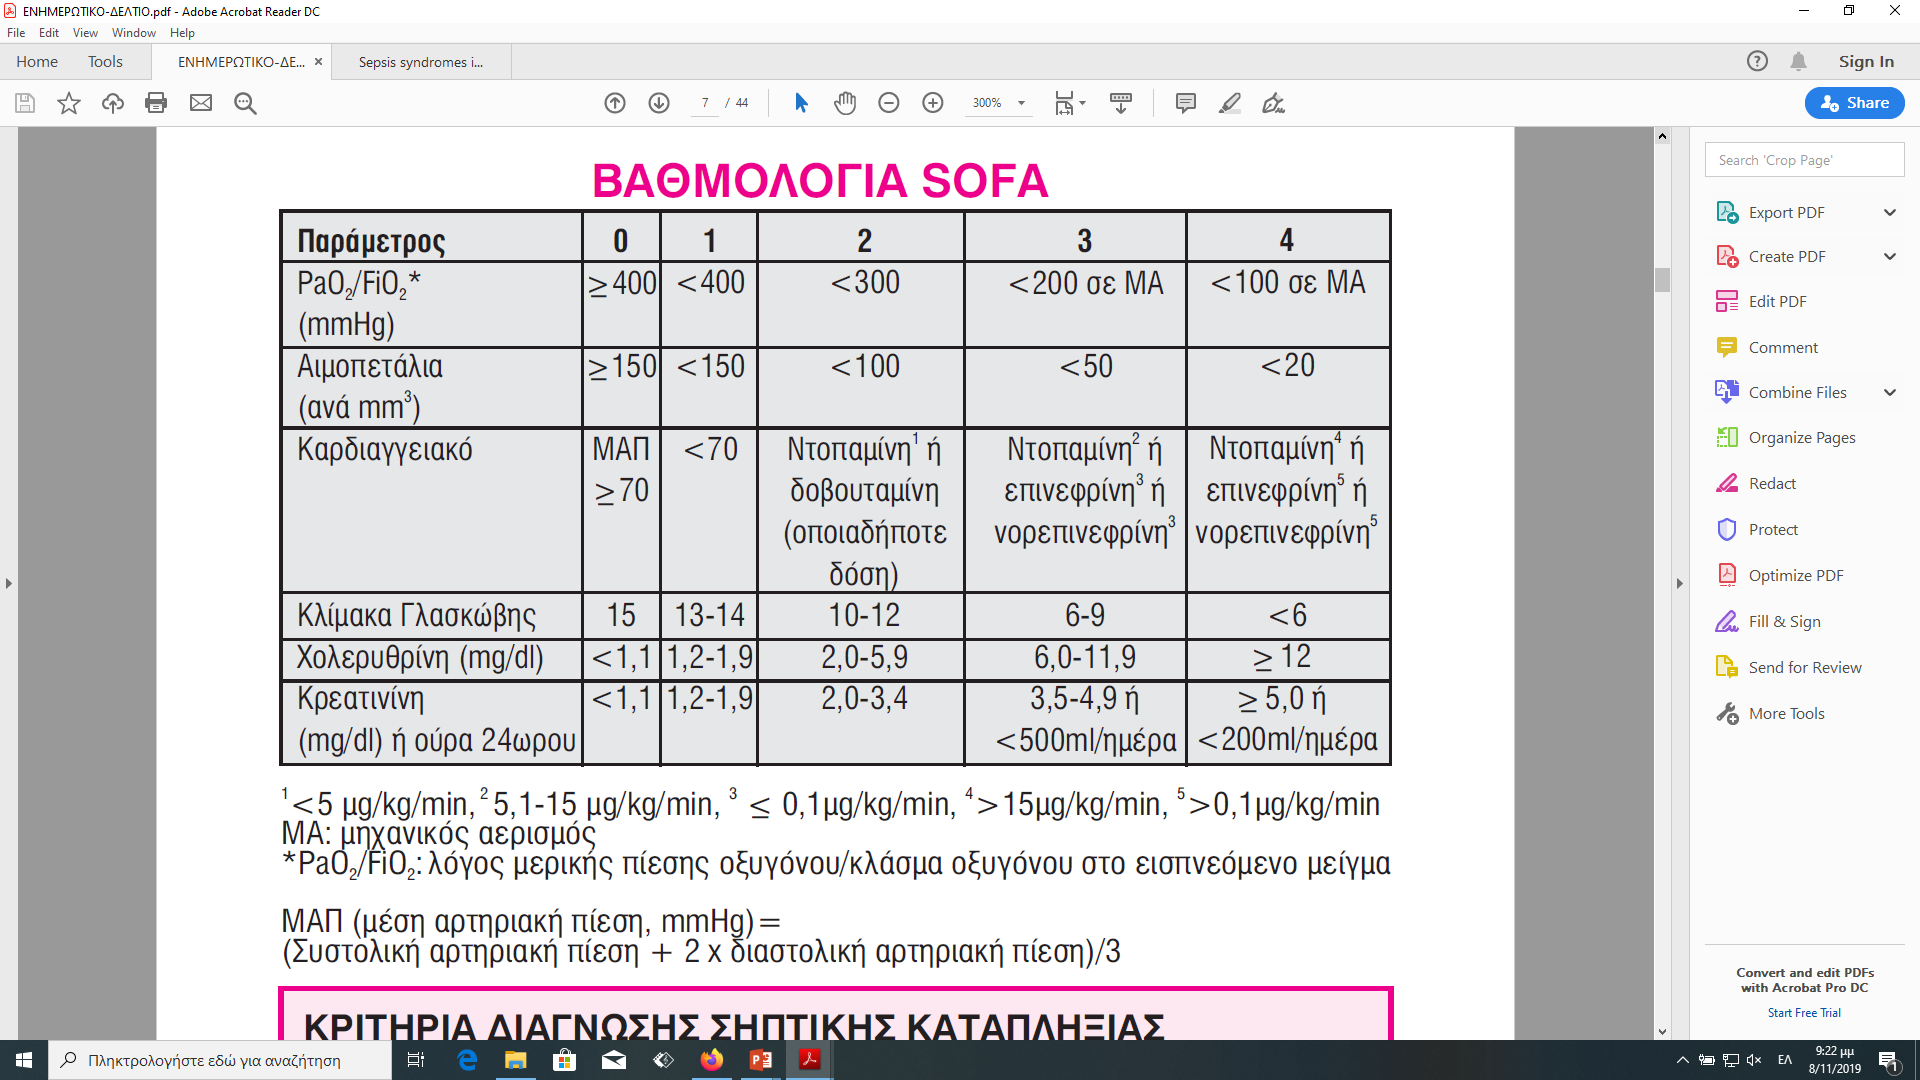 ΕΝΗΜΕΡΩΤΙΚΟ-ΔΕΛΤΙΟ.pdf - Adobe Acrobat Reader DC
File Edit View Window Help
Home Tools ΕΝΗΜΕΡΩΤΙΚΟ-ΔΕ... × Sepsis syndromes i... Sign In
7 / 44 300% Share
ΒΑΘΜΟΛΟΓΙΑ SOFA
Παράμετρος 0 1 2 3 4
PaO2/FiO2* ≥400 <400 <300 <200 σε ΜΑ <100 σε ΜΑ
(mmHg)
Αιμοπετάλια ≥150 <150 <100 <50 <20
(ανά mm3)
Καρδιαγγειακό ΜΑΠ <70 Ντοπαμίνη1 ή Ντοπαμίνη2 ή Ντοπαμίνη4 ή
≥70 δοβουταμίνη επινεφρίνη3 ή επινεφρίνη5 ή
(οποιαδήποτε νορεπινεφρίνη3 νορεπινεφρίνη5
δόση)
Κλίμακα Γλασκώβης 15 13-14 10-12 6-9 <6
Χολερυθρίνη (mg/dl) <1,1 1,2-1,9 2,0-5,9 6,0-11,9 ≥ 12
Κρεατινίνη <1,1 1,2-1,9 2,0-3,4 3,5-4,9 ή ≥ 5,0 ή
(mg/dl) ή ούρα 24ωρου <500ml/ημέρα <200ml/ημέρα
1<5 μg/kg/min, 2 5,1-15 μg/kg/min, 3 ≤ 0,1μg/kg/min, 4>15μg/kg/min, 5>0,1μg/kg/min
ΜΑ: μηχανικός αερισμός
*PaO2/FiO2: λόγος μερικής πίεσης οξυγόνου/κλάσμα οξυγόνου στο εισπνεόμενο μείγμα
ΜΑΠ (μέση αρτηριακή πίεση, mmHg)=
(Συστολική αρτηριακή πίεση + 2 x διαστολική αρτηριακή πίεση)/3
ΚΡΙΤΗΡΙΑ ΔΙΑΓΝΩΣΗΣ ΣΗΠΤΙΚΗΣ ΚΑΤΑΠΛΗΞΙΑΣ
Search 'Crop Page'
Export PDF
Create PDF
Edit PDF
Comment
Combine Files
Organize Pages
Redact
Protect
Optimize PDF
Fill & Sign
Send for Review
More Tools
Convert and edit PDFs
with Acrobat Pro DC
Start Free Trial
Πληκτρολογήστε εδώ για αναζήτηση
ΕΛ
9:22 μμ
8/11/2019
1